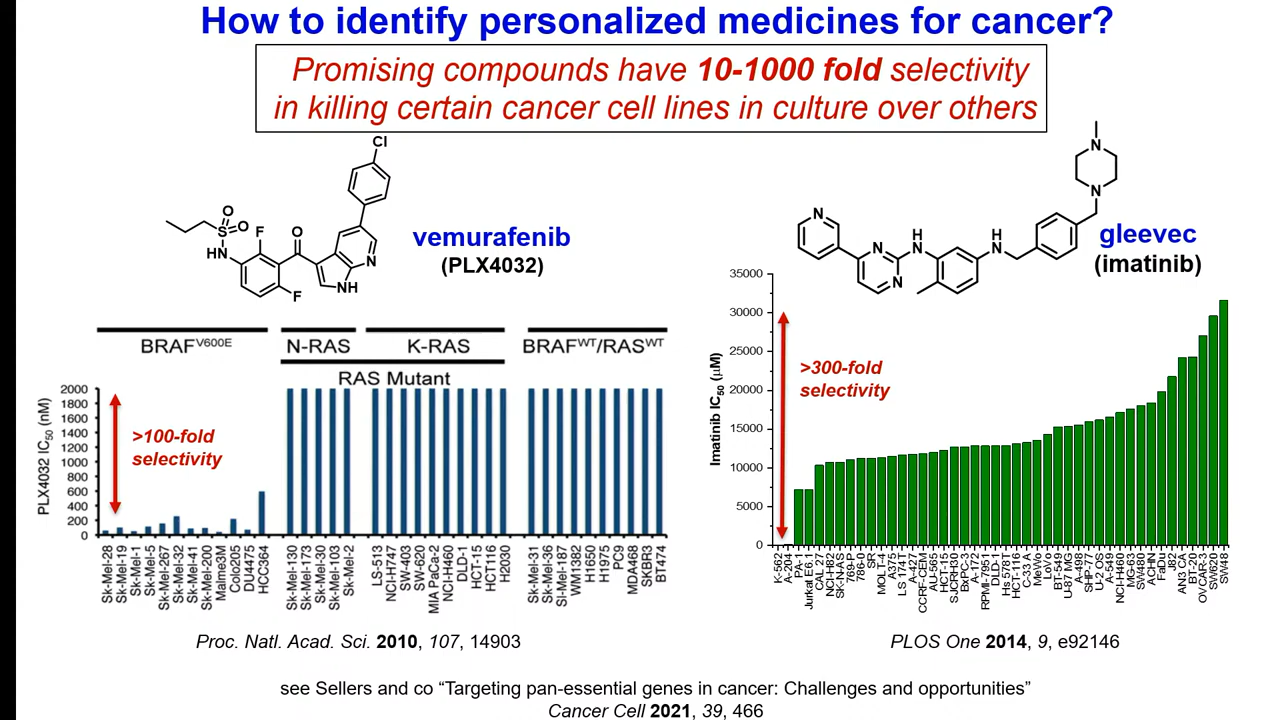 How to identify personalized medicines for cancer?
Promising compounds have 10-1000 fold selectivity
in killing certain cancer cell lines in culture over others
Cl
O
S
O
HN
F
O
F
N
NH
vemurafenib
(PLX4032)
N
N
N
H
N
H
N
N
N
gleevec
(imatinib)
BRAFV600E
N-RAS
K-RAS
BRAFWT/RASWT
RAS Mutant
PLX4032 IC50 (nM)
2000
1800
1600
1400
1200
1000
800
600
400
200
0
>100-fold
selectivity
Sk-Mel-28
Sk-Mel-19
Sk-Mel-1
Sk-Mel-5
Sk-Mel-267
Sk-Mel-32
Sk-Mel-41
Sk-Mel-200
Malme3M
Colo205
DU4475
HCC364
Sk-Mel-130
Sk-Mel-173
Sk-Mel-30
Sk-Mel-103
Sk-Mel-2
LS-513
NCI-H747
SW-403
SW-620
MIA PaCa-2
NCI-H460
DLD-1
HCT-15
HCT116
H2030
Sk-Mel-31
Sk-Mel-36
Sl-Mel-187
WM1382
H1650
H1975
PC9
MDA468
SKBR3
BT474
Imatinib IC50 (μM)
35000
30000
25000
20000
15000
10000
5000
0
>300-fold
selectivity
K-562
A-204
PA-1
Jurkat E6.1
CAL 27
NCI-H82
SK-N-AS
769-P
786-0
SR
MOLT-4
A375
LS 174T
A-427
CCRF-CEM
AU-565
HCT-15
SJCRH30
BxPC-3
A-172
RPM-7951
DLD-1
Hs 578T
HCT-116
C-33 A
MeWo
LoVo
BT-549
U-87 MG
A-498
SHP-77
U-2 OS
A-549
NCI-H460
MG-63
SW480
ACHN
FaDu
J82
AN3 CA
BT-20
OVCAR-3
SW620
SW48
Proc. Natl. Acad. Sci. 2010, 107, 14903
PLOS One 2014, 9, e92146
see Sellers and co “Targeting pan-essential genes in cancer: Challenges and opportunities”
Cancer Cell 2021, 39, 466